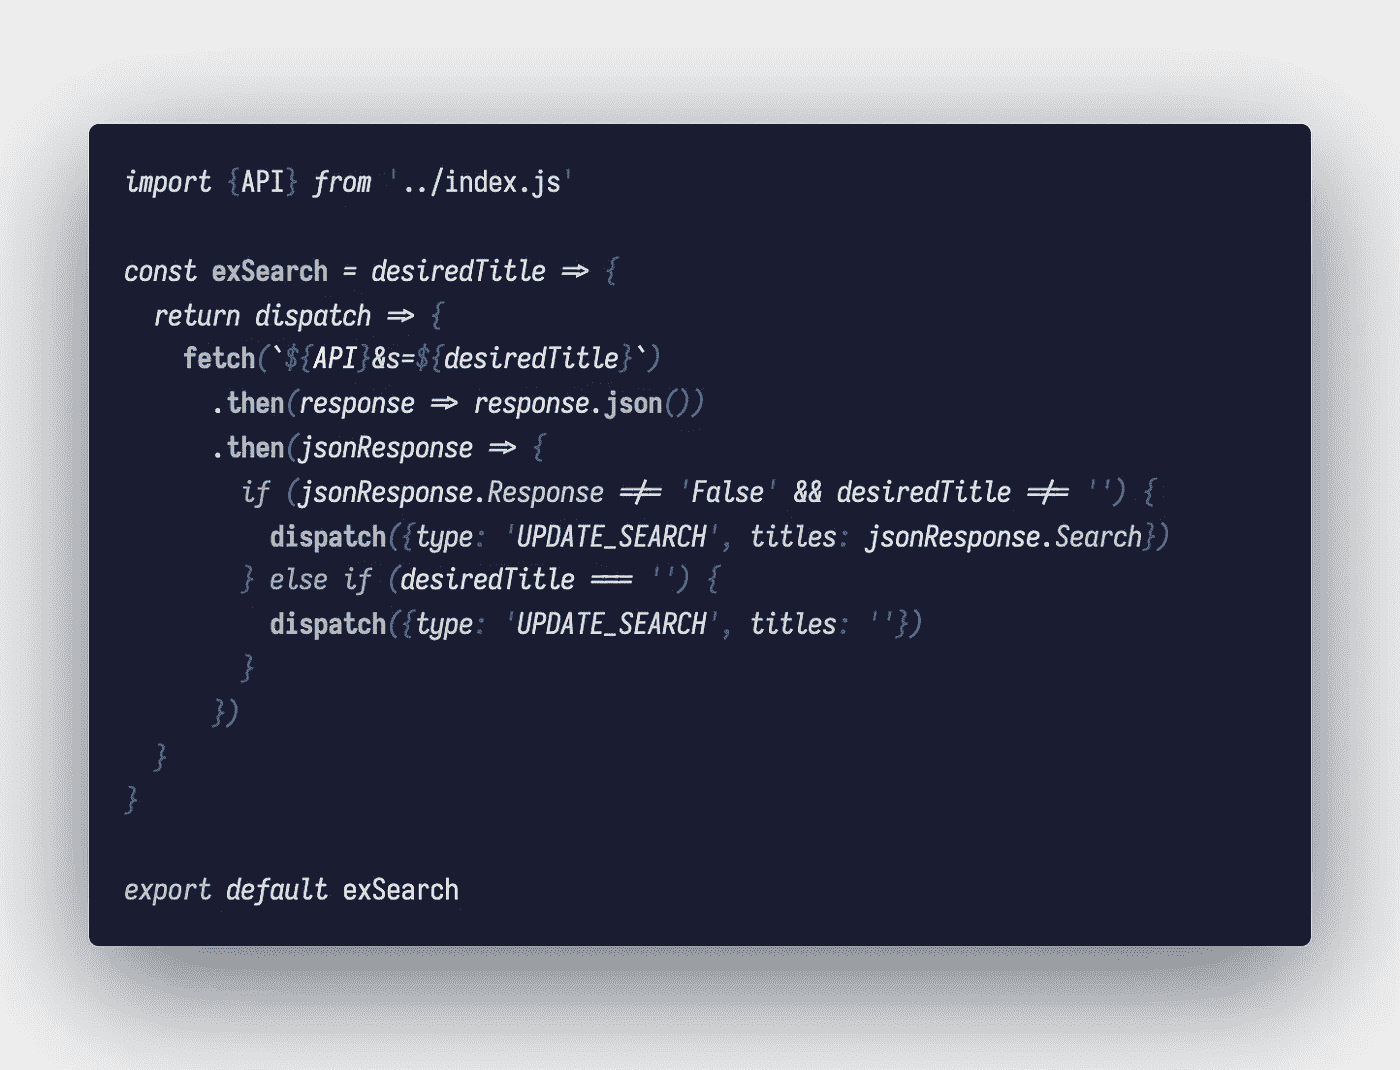 import {API} from '../index.js'
const exSearch = desiredTitle => {
return dispatch => {
fetch(`${API}&s=${desiredTitle}`)
.then(response => response.json())
.then(jsonResponse => {
if (jsonResponse.Response !== 'False' && desiredTitle !== '') {
dispatch({type: 'UPDATE_SEARCH', titles: jsonResponse.Search})
} else if (desiredTitle === '') {
dispatch({type: 'UPDATE_SEARCH', titles: ''})
}
})
}
}
export default exSearch